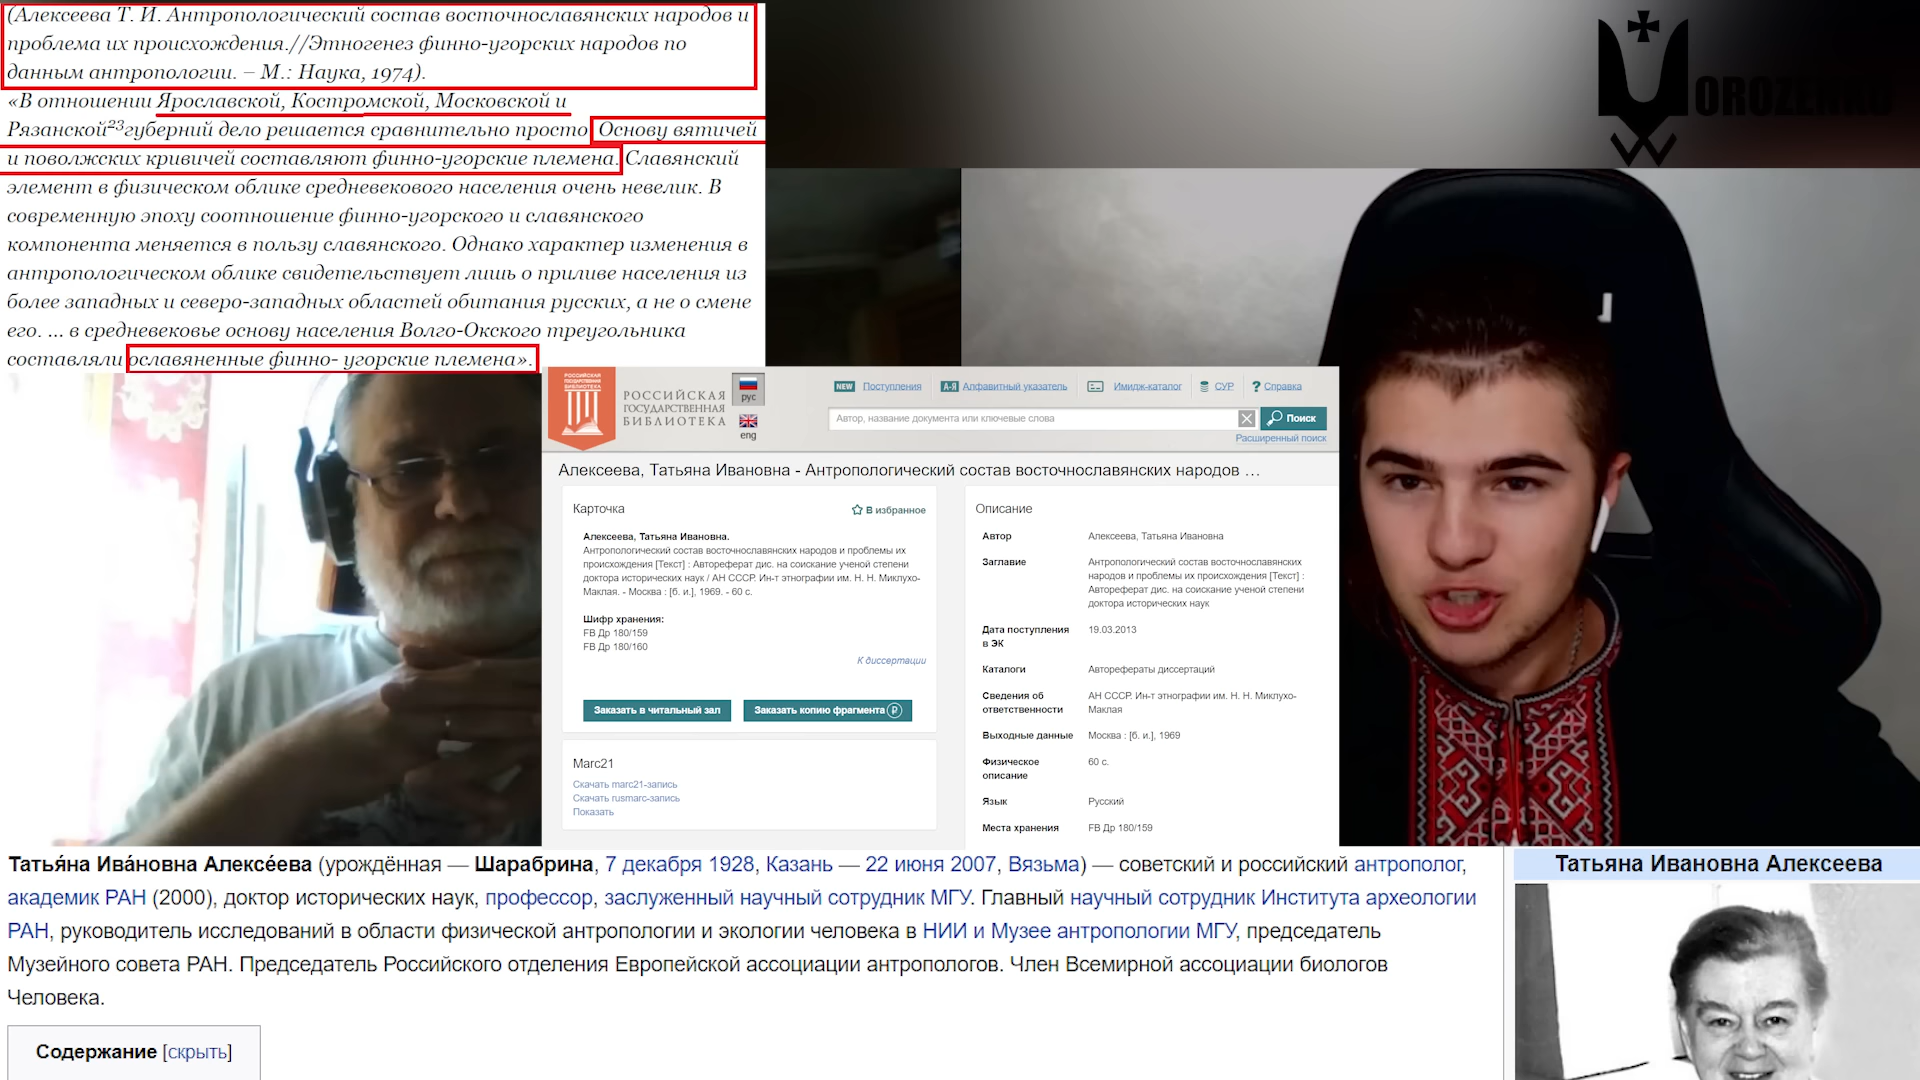 (Алексеева Т. И. Антропологический состав восточнославянских народов и
проблема их происхождения.//Этногенез финно-угорских народов по
данным антропологии. – М.: Наука, 1974).
«В отношении Ярославской, Костромской, Московской и
Рязанской²³губерний дело решается сравнительно просто. Основу вятичей
и поволжских кривичей составляют финно-угорские племена. Славянский
элемент в физическом облике средневекового населения очень невелик. В
современную эпоху соотношение финно-угорского и славянского
компонента меняется в пользу славянского. Однако характер изменения в
антропологическом облике свидетельствует лишь о приливе населения из
более западных и северо-западных областей обитания русских, а не о смене
его. ... в средневековье основу населения Волго-Окского треугольника
составляли ославяненные финно- угорские племена».
OROZENKO
РОССИЙСКАЯ
ГОСУДАРСТВЕННАЯ
БИБЛИОТЕКА
РОССИЙСКАЯ
ГОСУДАРСТВЕННАЯ
БИБЛИОТЕКА
рус
eng
NEW Поступления
А-Я Алфавитный указатель
Имидж-каталог
СУР
? Справка
Автор, название документа или ключевые слова
Поиск
Расширенный поиск
Алексеева, Татьяна Ивановна - Антропологический состав восточнославянских народов …
Карточка
В избранное
Алексеева, Татьяна Ивановна.
Антропологический состав восточнославянских народов и проблемы их
происхождения [Текст] : Автореферат дис. на соискание ученой степени
доктора исторических наук / АН СССР. Ин-т этнографии им. Н. Н. Миклухо-
Маклая. - Москва : [б. и.], 1969. - 60 с.
Шифр хранения:
FB Др 180/159
FB Др 180/160
К диссертации
Заказать в читальный зал
Заказать копию фрагмента
Marc21
Скачать marc21-запись
Скачать rusmarc-запись
Показать
Описание
Автор Алексеева, Татьяна Ивановна
Заглавие Антропологический состав восточнославянских
народов и проблемы их происхождения [Текст] :
Автореферат дис. на соискание ученой степени
доктора исторических наук
Дата поступления 19.03.2013
в ЭК
Каталоги Авторефераты диссертаций
Сведения об АН СССР. Ин-т этнографии им. Н. Н. Миклухо-
ответственности Маклая
Выходные данные Москва : [б. и.], 1969
Физическое 60 с.
описание
Язык Русский
Места хранения FB Др 180/159
Татья́на Ива́новна Алексе́ева (урождённая — Шарабрина, 7 декабря 1928, Казань — 22 июня 2007, Вязьма) — советский и российский антрополог,
академик РАН (2000), доктор исторических наук, профессор, заслуженный научный сотрудник МГУ. Главный научный сотрудник Института археологии
РАН, руководитель исследований в области физической антропологии и экологии человека в НИИ и Музее антропологии МГУ, председатель
Музейного совета РАН. Председатель Российского отделения Европейской ассоциации антропологов. Член Всемирной ассоциации биологов
Человека.
Содержание [скрыть]
Татьяна Ивановна Алексеева